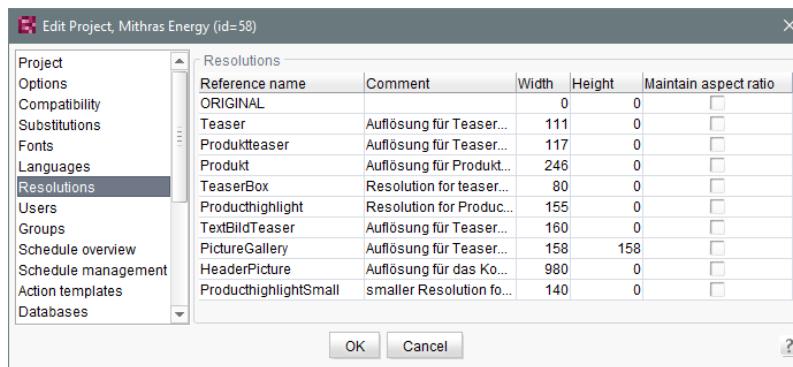 Edit Project, Mithras Energy (id=58)
Project
Options
Compatibility
Substitutions
Fonts
Languages
Resolutions
Users
Groups
Schedule overview
Schedule management
Action templates
Databases
Resolutions
Reference name Comment Width Height Maintain aspect ratio
ORIGINAL 0 0
Teaser Auflösung für Teaser... 111 0
Produktteaser Auflösung für Teaser... 117 0
Produkt Auflösung für Produkt... 246 0
TeaserBox Resolution for teaser... 80 0
Producthighlight Resolution for Produc... 155 0
TextBildTeaser Auflösung für Teaser... 160 0
PictureGallery Auflösung für Teaser... 158 158
HeaderPicture Auflösung für das Ko... 980 0
ProducthighlightSmall smaller Resolution fo... 140 0
OK Cancel ?